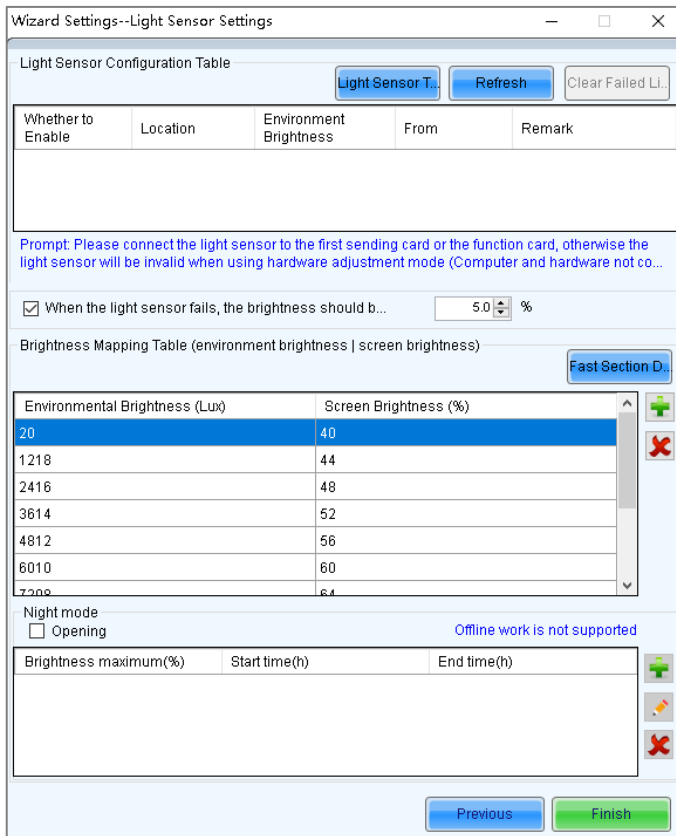 Wizard Settings--Light Sensor Settings
Light Sensor Configuration Table
Light Sensor T... Refresh Clear Failed Li..
Whether to Enable Location Environment Brightness From Remark
Prompt: Please connect the light sensor to the first sending card or the function card, otherwise the
light sensor will be invalid when using hardware adjustment mode (Computer and hardware not co...
When the light sensor fails, the brightness should b... 5.0 %
Brightness Mapping Table (environment brightness | screen brightness)
Fast Section D...
Environmental Brightness (Lux) Screen Brightness (%)
20 40
1218 44
2416 48
3614 52
4812 56
6010 60
7208 64
Night mode
Opening Offline work is not supported
Brightness maximum(%) Start time(h) End time(h)
Previous Finish